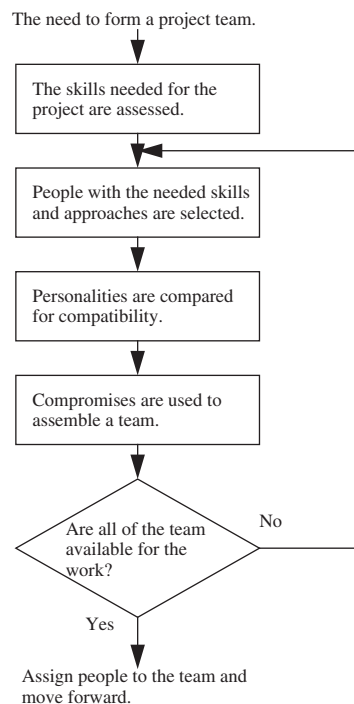 The need to form a project team.
The skills needed for the
project are assessed.
People with the needed skills
and approaches are selected.
Personalities are compared
for compatibility.
Compromises are used to
assemble a team.
Are all of the team
available for the
work?
No
Yes
Assign people to the team and
move forward.